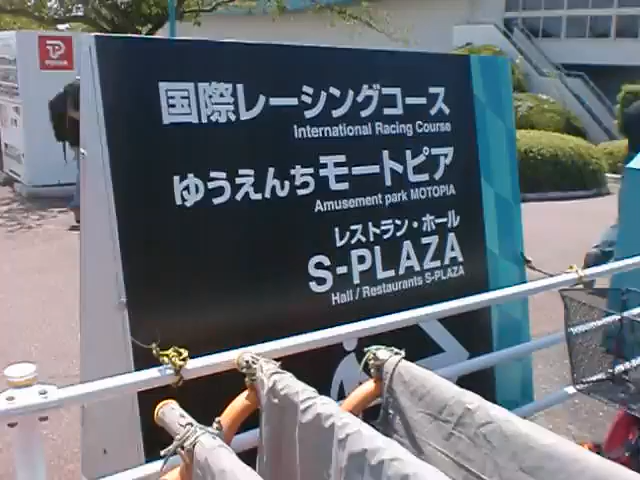 国際レーシングコース
International Racing Course
ゆうえんちモートピア
Amusement park MOTOPIA
レストラン・ホール
S-PLAZA
Hall / Restaurants S-PLAZA